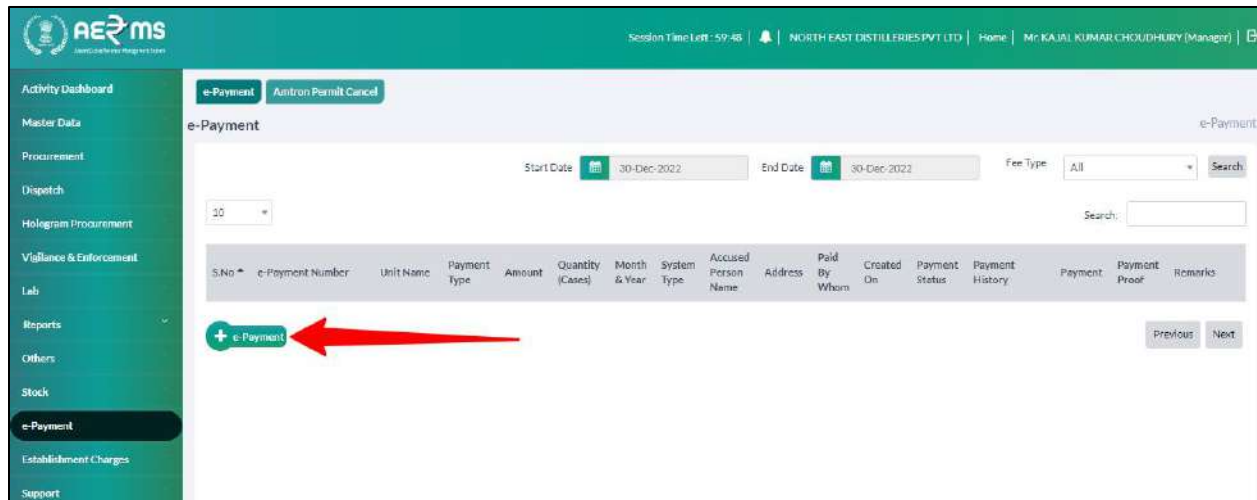 AERMS
Session Time Left : 59:48 | NORTH EAST DISTILLERIES PVT LTD | Home | Mr. KAJAL KUMAR CHOUDHURY (Manager) |
Activity Dashboard
Master Data
Procurement
Dispatch
Hologram Procurement
Vigilance & Enforcement
Lab
Reports
Others
Stock
e-Payment
Establishment Charges
Support
e-Payment Amtron Permit Cancel
e-Payment e-Payment
Start Date 30-Dec-2022 End Date 30-Dec-2022 Fee Type All Search
10 Search:
S.No e-Payment Number Unit Name Payment Type Amount Quantity (Cases) Month & Year System Type Accused Person Name Address Paid By Whom Created On Payment Status Payment History Payment Payment Proof Remarks
+ e-Payment Previous Next